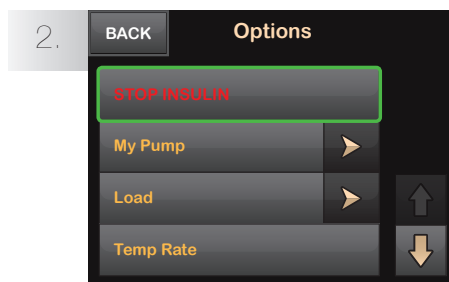 2.
BACK
Options
STOP INSULIN
My Pump
Load
Temp Rate